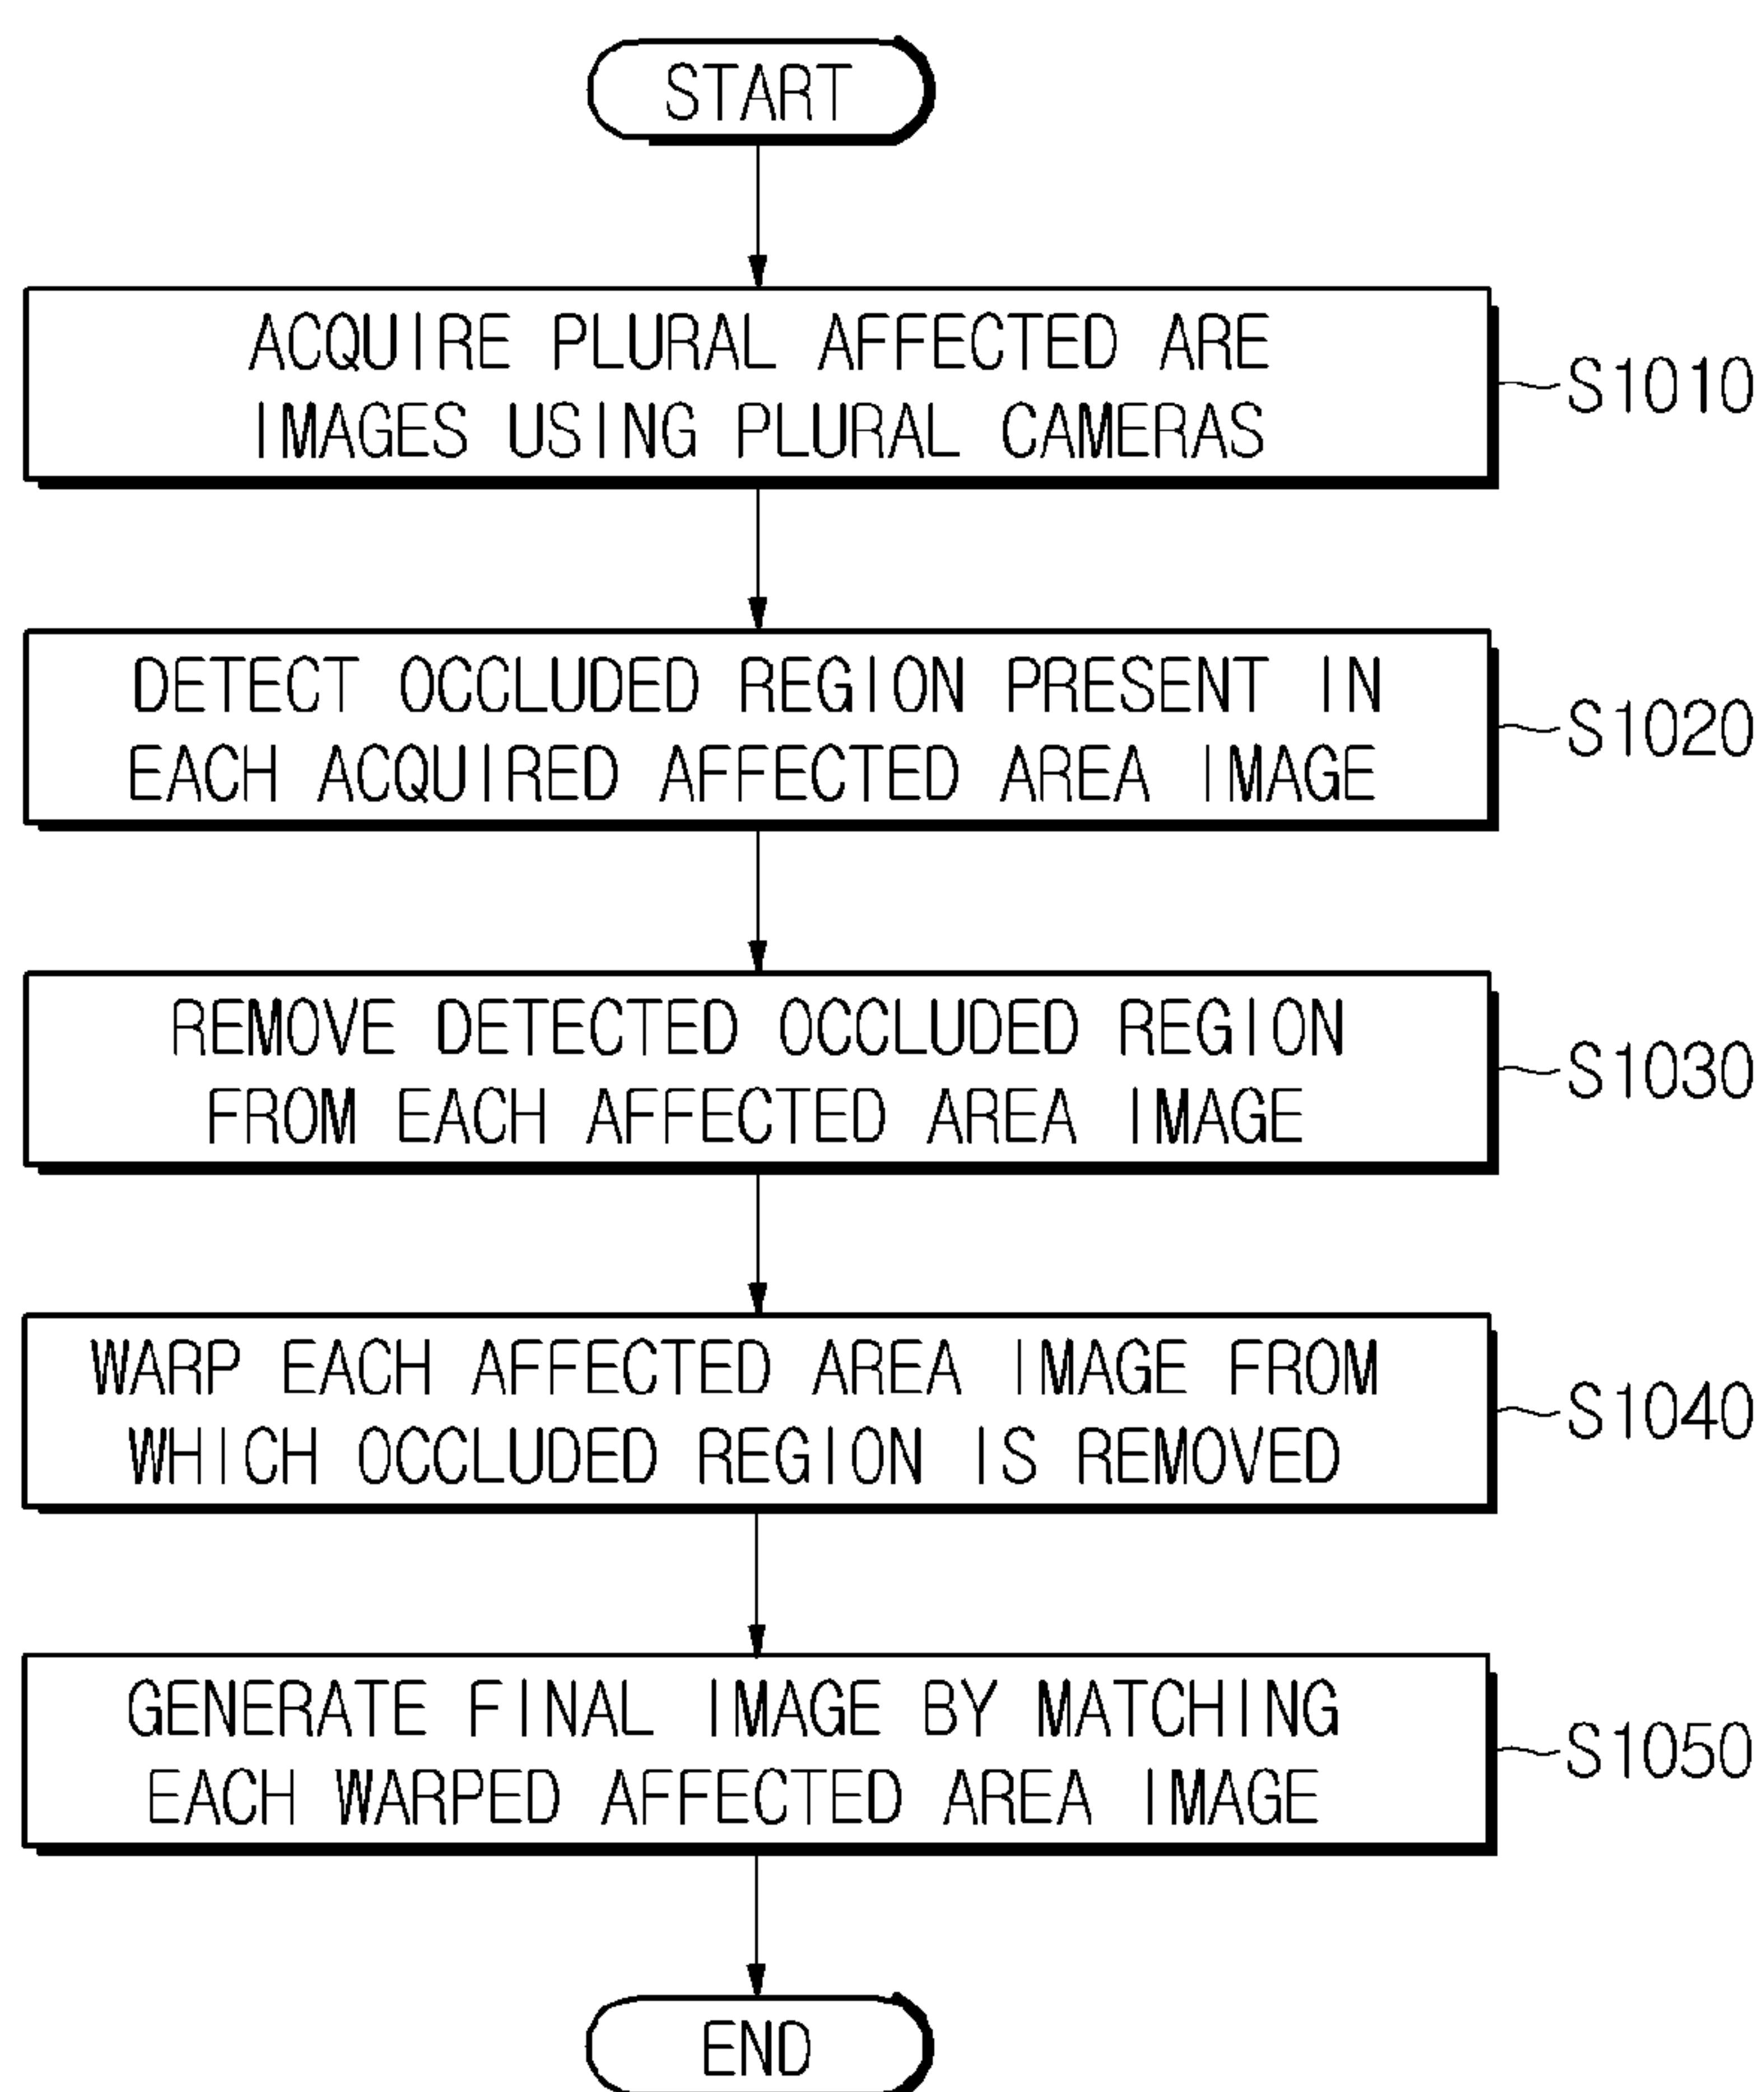 START
ACQUIRE PLURAL AFFECTED ARE
IMAGES USING PLURAL CAMERAS
S1010
DETECT OCCLUDED REGION PRESENT IN
EACH ACQUIRED AFFECTED AREA IMAGE
S1020
REMOVE DETECTED OCCLUDED REGION
FROM EACH AFFECTED AREA IMAGE
S1030
WARP EACH AFFECTED AREA IMAGE FROM
WHICH OCCLUDED REGION IS REMOVED
S1040
GENERATE FINAL IMAGE BY MATCHING
EACH WARPED AFFECTED AREA IMAGE
S1050
END